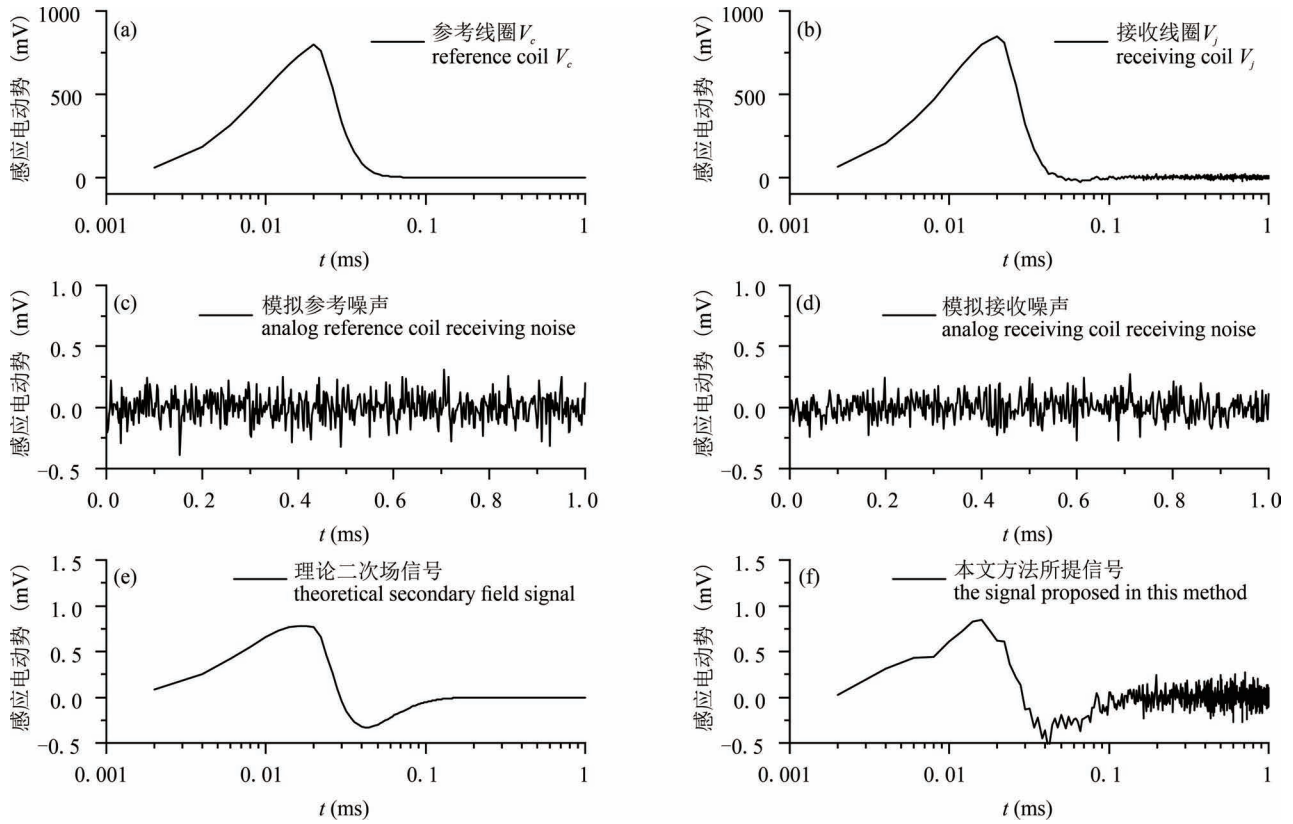 (a)
参考线圈V_c
reference coil V_c
感应电动势（mV）
1000
500
0
0.001
0.01
0.1
1
t (ms)
(b)
接收线圈V_j
receiving coil V_j
感应电动势（mV）
1000
500
0
0.001
0.01
0.1
1
t (ms)
(c)
模拟参考噪声
analog reference coil receiving noise
感应电动势（mV）
1.0
0.5
0.0
−0.5
0.0
0.2
0.4
0.6
0.8
1.0
t (ms)
(d)
模拟接收噪声
analog receiving coil receiving noise
感应电动势（mV）
1.0
0.5
0.0
−0.5
0.0
0.2
0.4
0.6
0.8
1.0
t (ms)
(e)
理论二次场信号
theoretical secondary field signal
感应电动势（mV）
1.5
1.0
0.5
0.0
−0.5
0.001
0.01
0.1
1
t (ms)
(f)
本文方法所提信号
the signal proposed in this method
感应电动势（mV）
1.5
1.0
0.5
0.0
−0.5
0.001
0.01
0.1
1
t (ms)